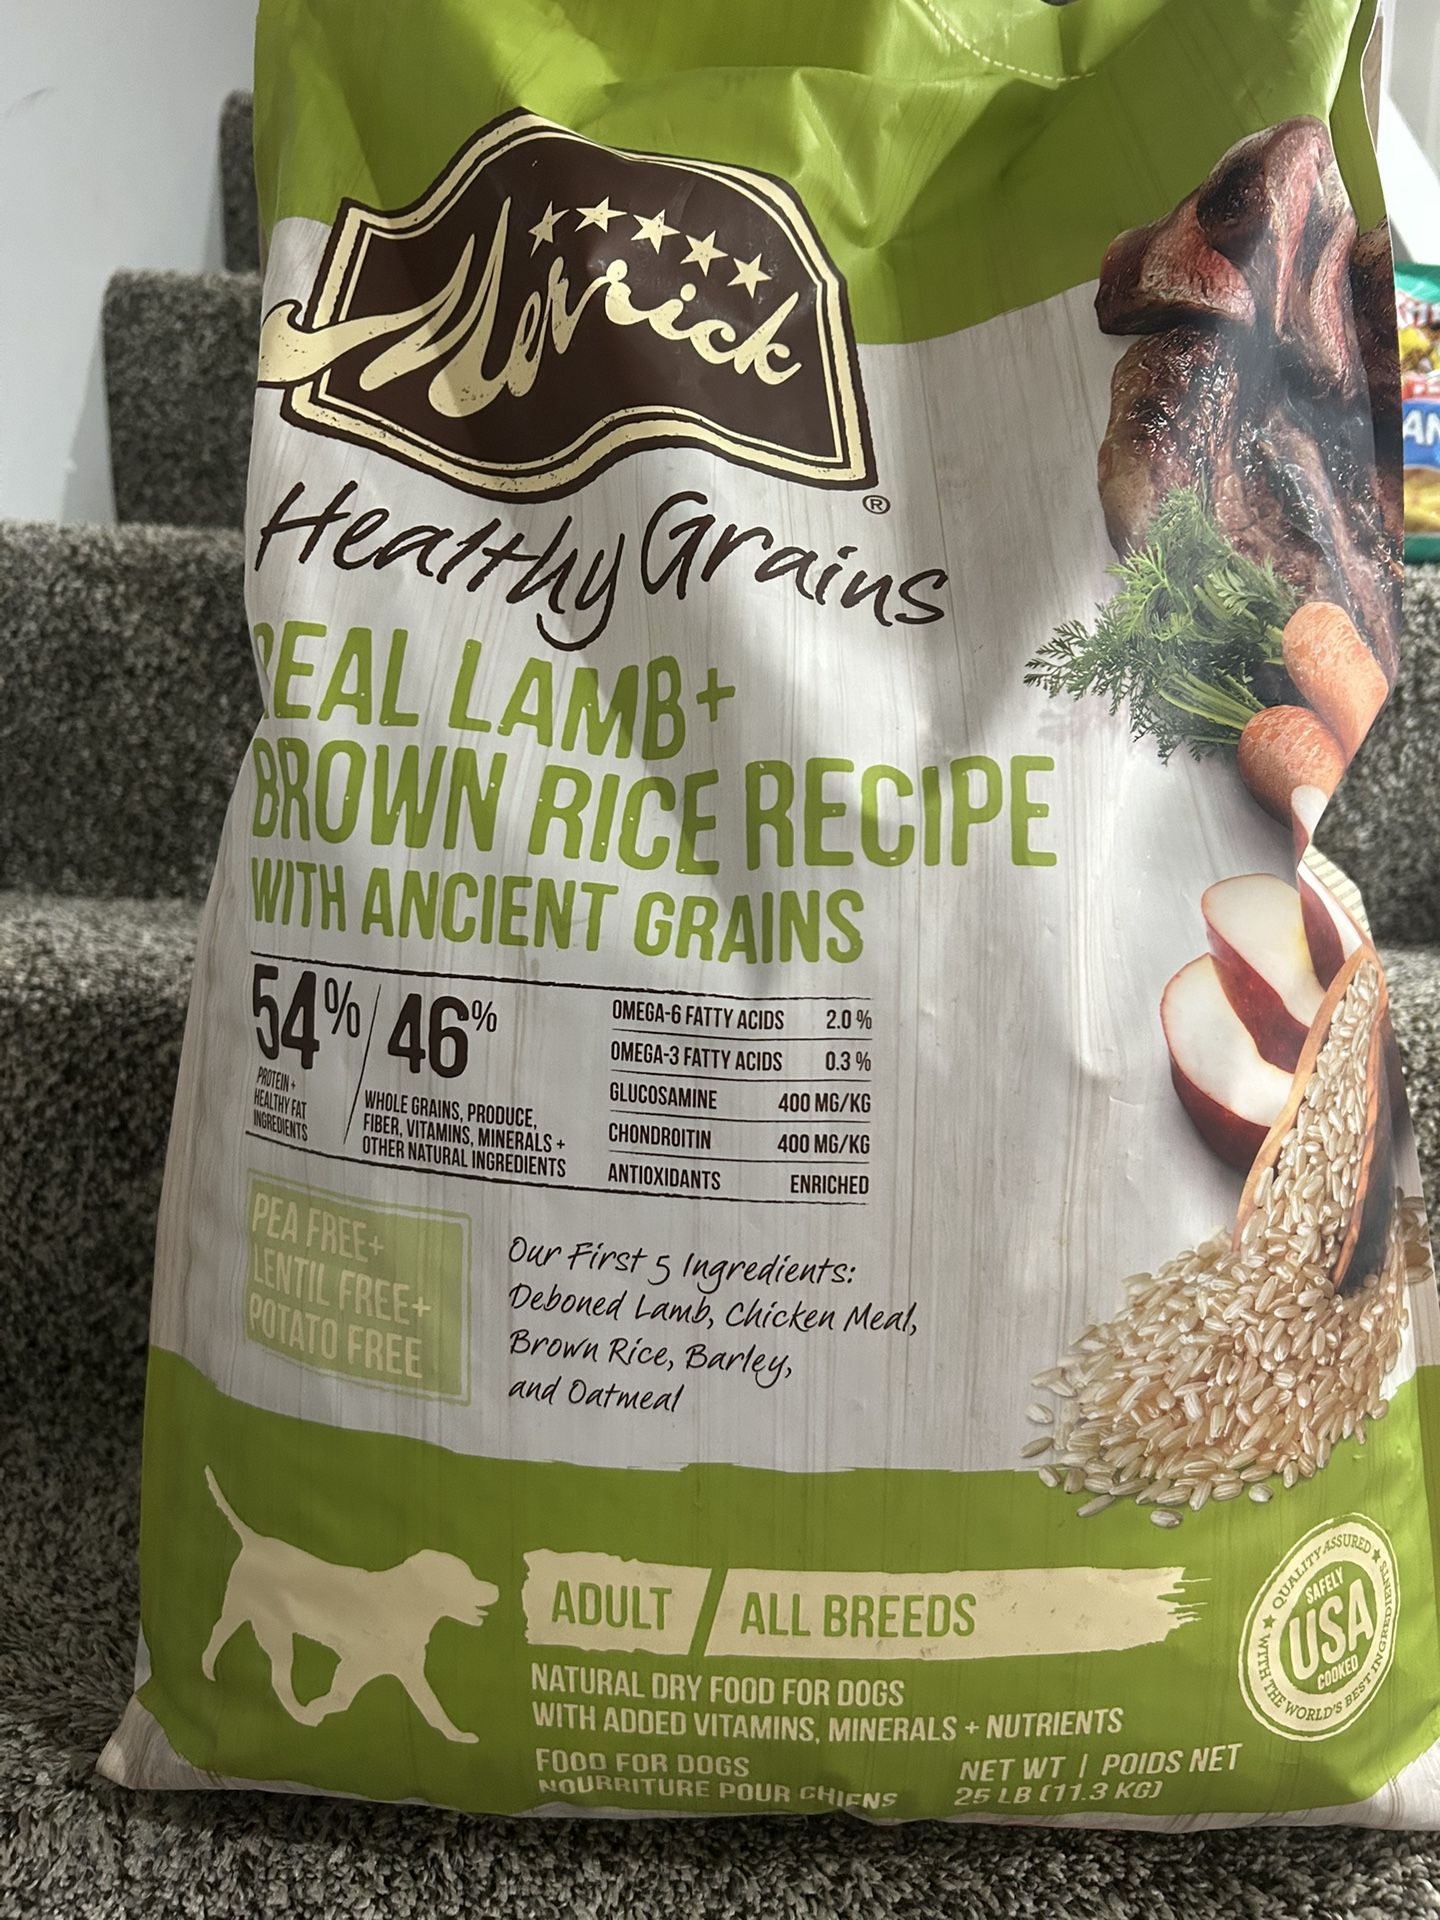 Merrick
®
Healthy Grains
REAL LAMB+
BROWN RICE RECIPE
WITH ANCIENT GRAINS
54%
PROTEIN+
HEALTHY FAT
INGREDIENTS
46%
WHOLE GRAINS, PRODUCE,
FIBER, VITAMINS, MINERALS +
OTHER NATURAL INGREDIENTS
OMEGA-6 FATTY ACIDS 2.0 %
OMEGA-3 FATTY ACIDS 0.3 %
GLUCOSAMINE 400 MG/KG
CHONDROITIN 400 MG/KG
ANTIOXIDANTS ENRICHED
PEA FREE+
LENTIL FREE+
POTATO FREE
Our First 5 Ingredients:
Deboned Lamb, Chicken Meal,
Brown Rice, Barley,
and Oatmeal
ADULT / ALL BREEDS
NATURAL DRY FOOD FOR DOGS
WITH ADDED VITAMINS, MINERALS + NUTRIENTS
FOOD FOR DOGS
NOURRITURE POUR CHIENS
NET WT | POIDS NET
25 LB (11.3 KG)
QUALITY ASSURED
SAFELY
USA
COOKED
WITH THE WORLD'S BEST INGREDIENTS